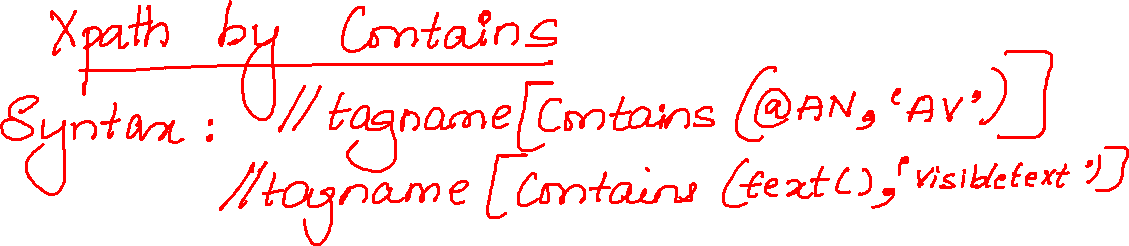 Xpath by Contains
Syntax: //tagname[Contains(@AN,'AV')]
//tagname[Contains(text(),'visibletext')]